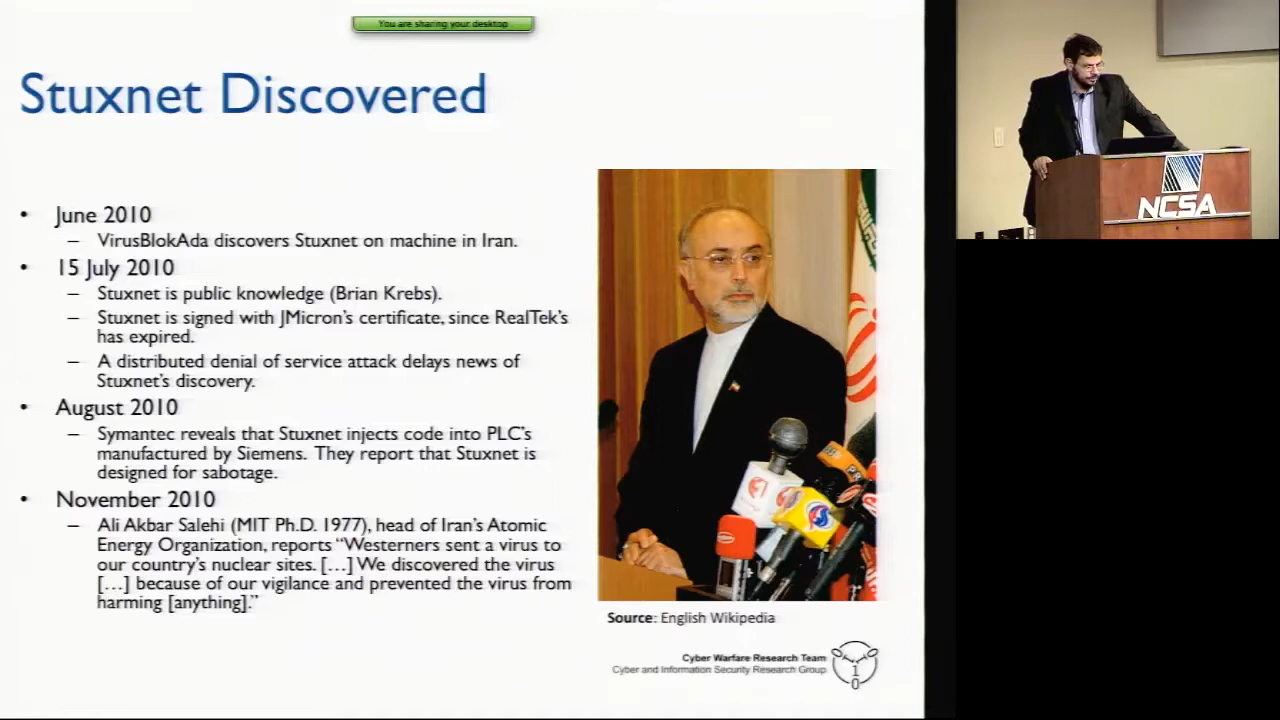 You are sharing your desktop
Stuxnet Discovered
• June 2010
– VirusBlokAda discovers Stuxnet on machine in Iran.
• 15 July 2010
– Stuxnet is public knowledge (Brian Krebs).
– Stuxnet is signed with JMicron's certificate, since RealTek's
has expired.
– A distributed denial of service attack delays news of
Stuxnet's discovery.
• August 2010
– Symantec reveals that Stuxnet injects code into PLC's
manufactured by Siemens. They report that Stuxnet is
designed for sabotage.
• November 2010
– Ali Akbar Salehi (MIT Ph.D. 1977), head of Iran's Atomic
Energy Organization, reports “Westerners sent a virus to
our country's nuclear sites. [...] We discovered the virus
[...] because of our vigilance and prevented the virus from
harming [anything].”
Source: English Wikipedia
Cyber Warfare Research Team
Cyber and Information Security Research Group
1
0
NCSA